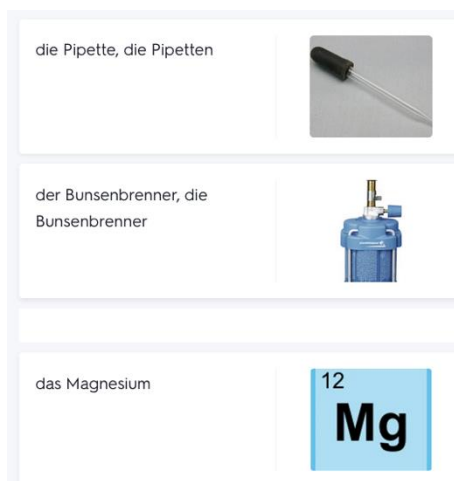 die Pipette, die Pipetten
der Bunsenbrenner, die
Bunsenbrenner
das Magnesium
12
Mg